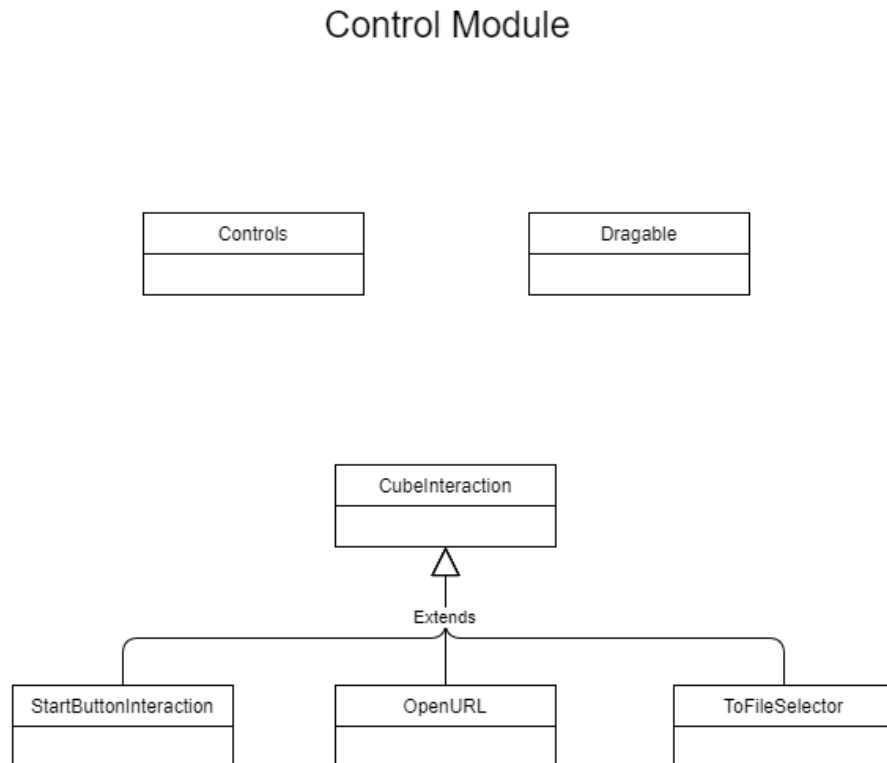 Control Module
Controls
Dragable
CubeInteraction
Extends
StartButtonInteraction
OpenURL
ToFileSelector